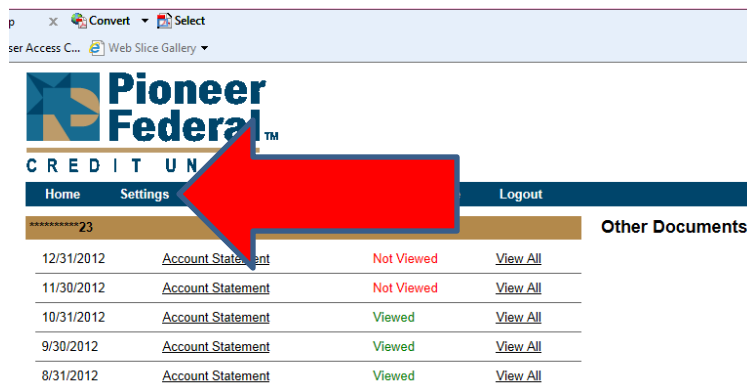 p x Convert Select
ser Access C... Web Slice Gallery
Pioneer
Federal TM
CREDIT UN
Home Settings Logout
**********23
Other Documents
12/31/2012 Account Statement Not Viewed View All
11/30/2012 Account Statement Not Viewed View All
10/31/2012 Account Statement Viewed View All
9/30/2012 Account Statement Viewed View All
8/31/2012 Account Statement Viewed View All